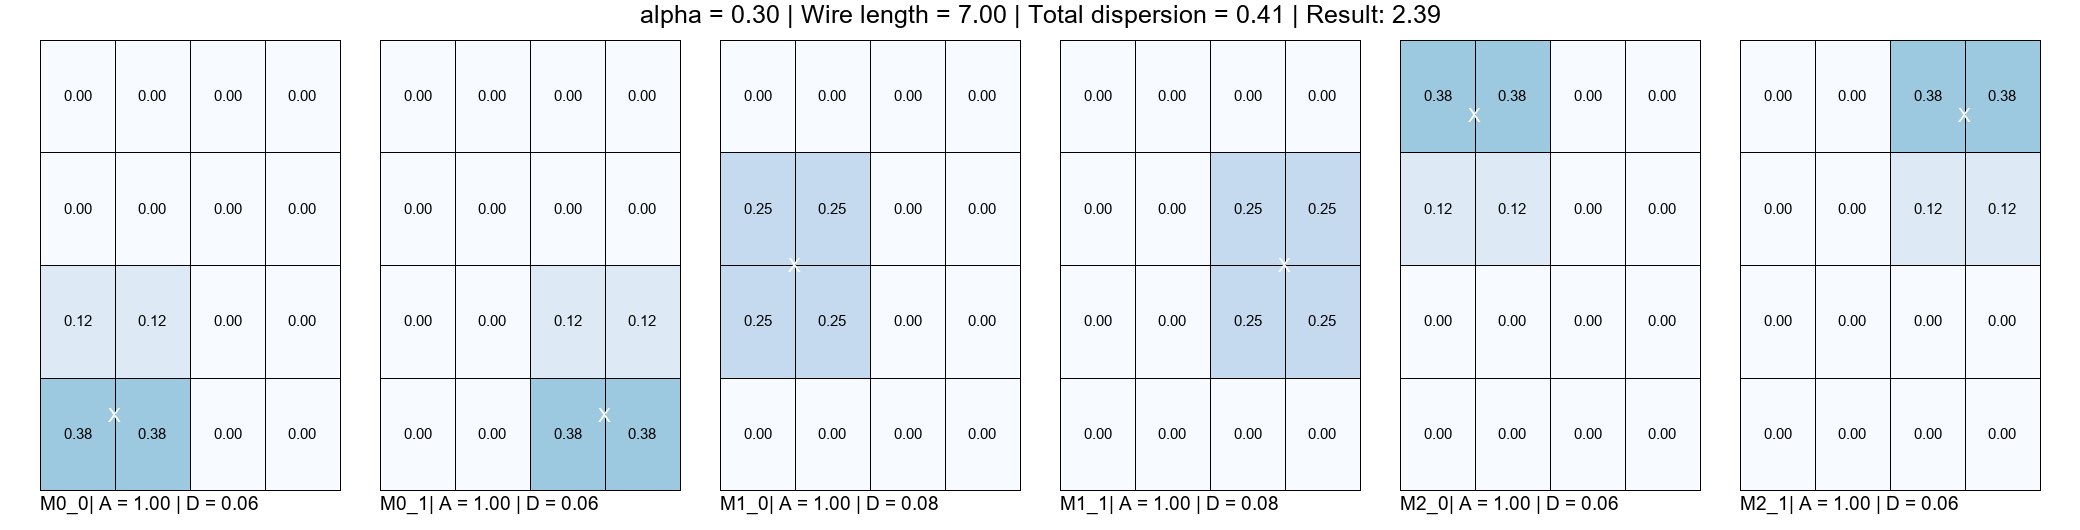 alpha = 0.30 | Wire length = 7.00 | Total dispersion = 0.41 | Result: 2.39
0.00 0.00 0.00 0.00
0.00 0.00 0.00 0.00
0.12 0.12 0.00 0.00
X
0.38 0.38 0.00 0.00
M0_0| A = 1.00 | D = 0.06
0.00 0.00 0.00 0.00
0.00 0.00 0.00 0.00
0.00 0.00 0.12 0.12
X
0.00 0.00 0.38 0.38
M0_1| A = 1.00 | D = 0.06
0.00 0.00 0.00 0.00
0.25 0.25 0.00 0.00
X
0.25 0.25 0.00 0.00
0.00 0.00 0.00 0.00
M1_0| A = 1.00 | D = 0.08
0.00 0.00 0.00 0.00
0.00 0.00 0.25 0.25
X
0.00 0.00 0.25 0.25
0.00 0.00 0.00 0.00
M1_1| A = 1.00 | D = 0.08
0.38 0.38 0.00 0.00
X
0.12 0.12 0.00 0.00
0.00 0.00 0.00 0.00
0.00 0.00 0.00 0.00
M2_0| A = 1.00 | D = 0.06
0.00 0.00 0.38 0.38
X
0.00 0.00 0.12 0.12
0.00 0.00 0.00 0.00
0.00 0.00 0.00 0.00
M2_1| A = 1.00 | D = 0.06